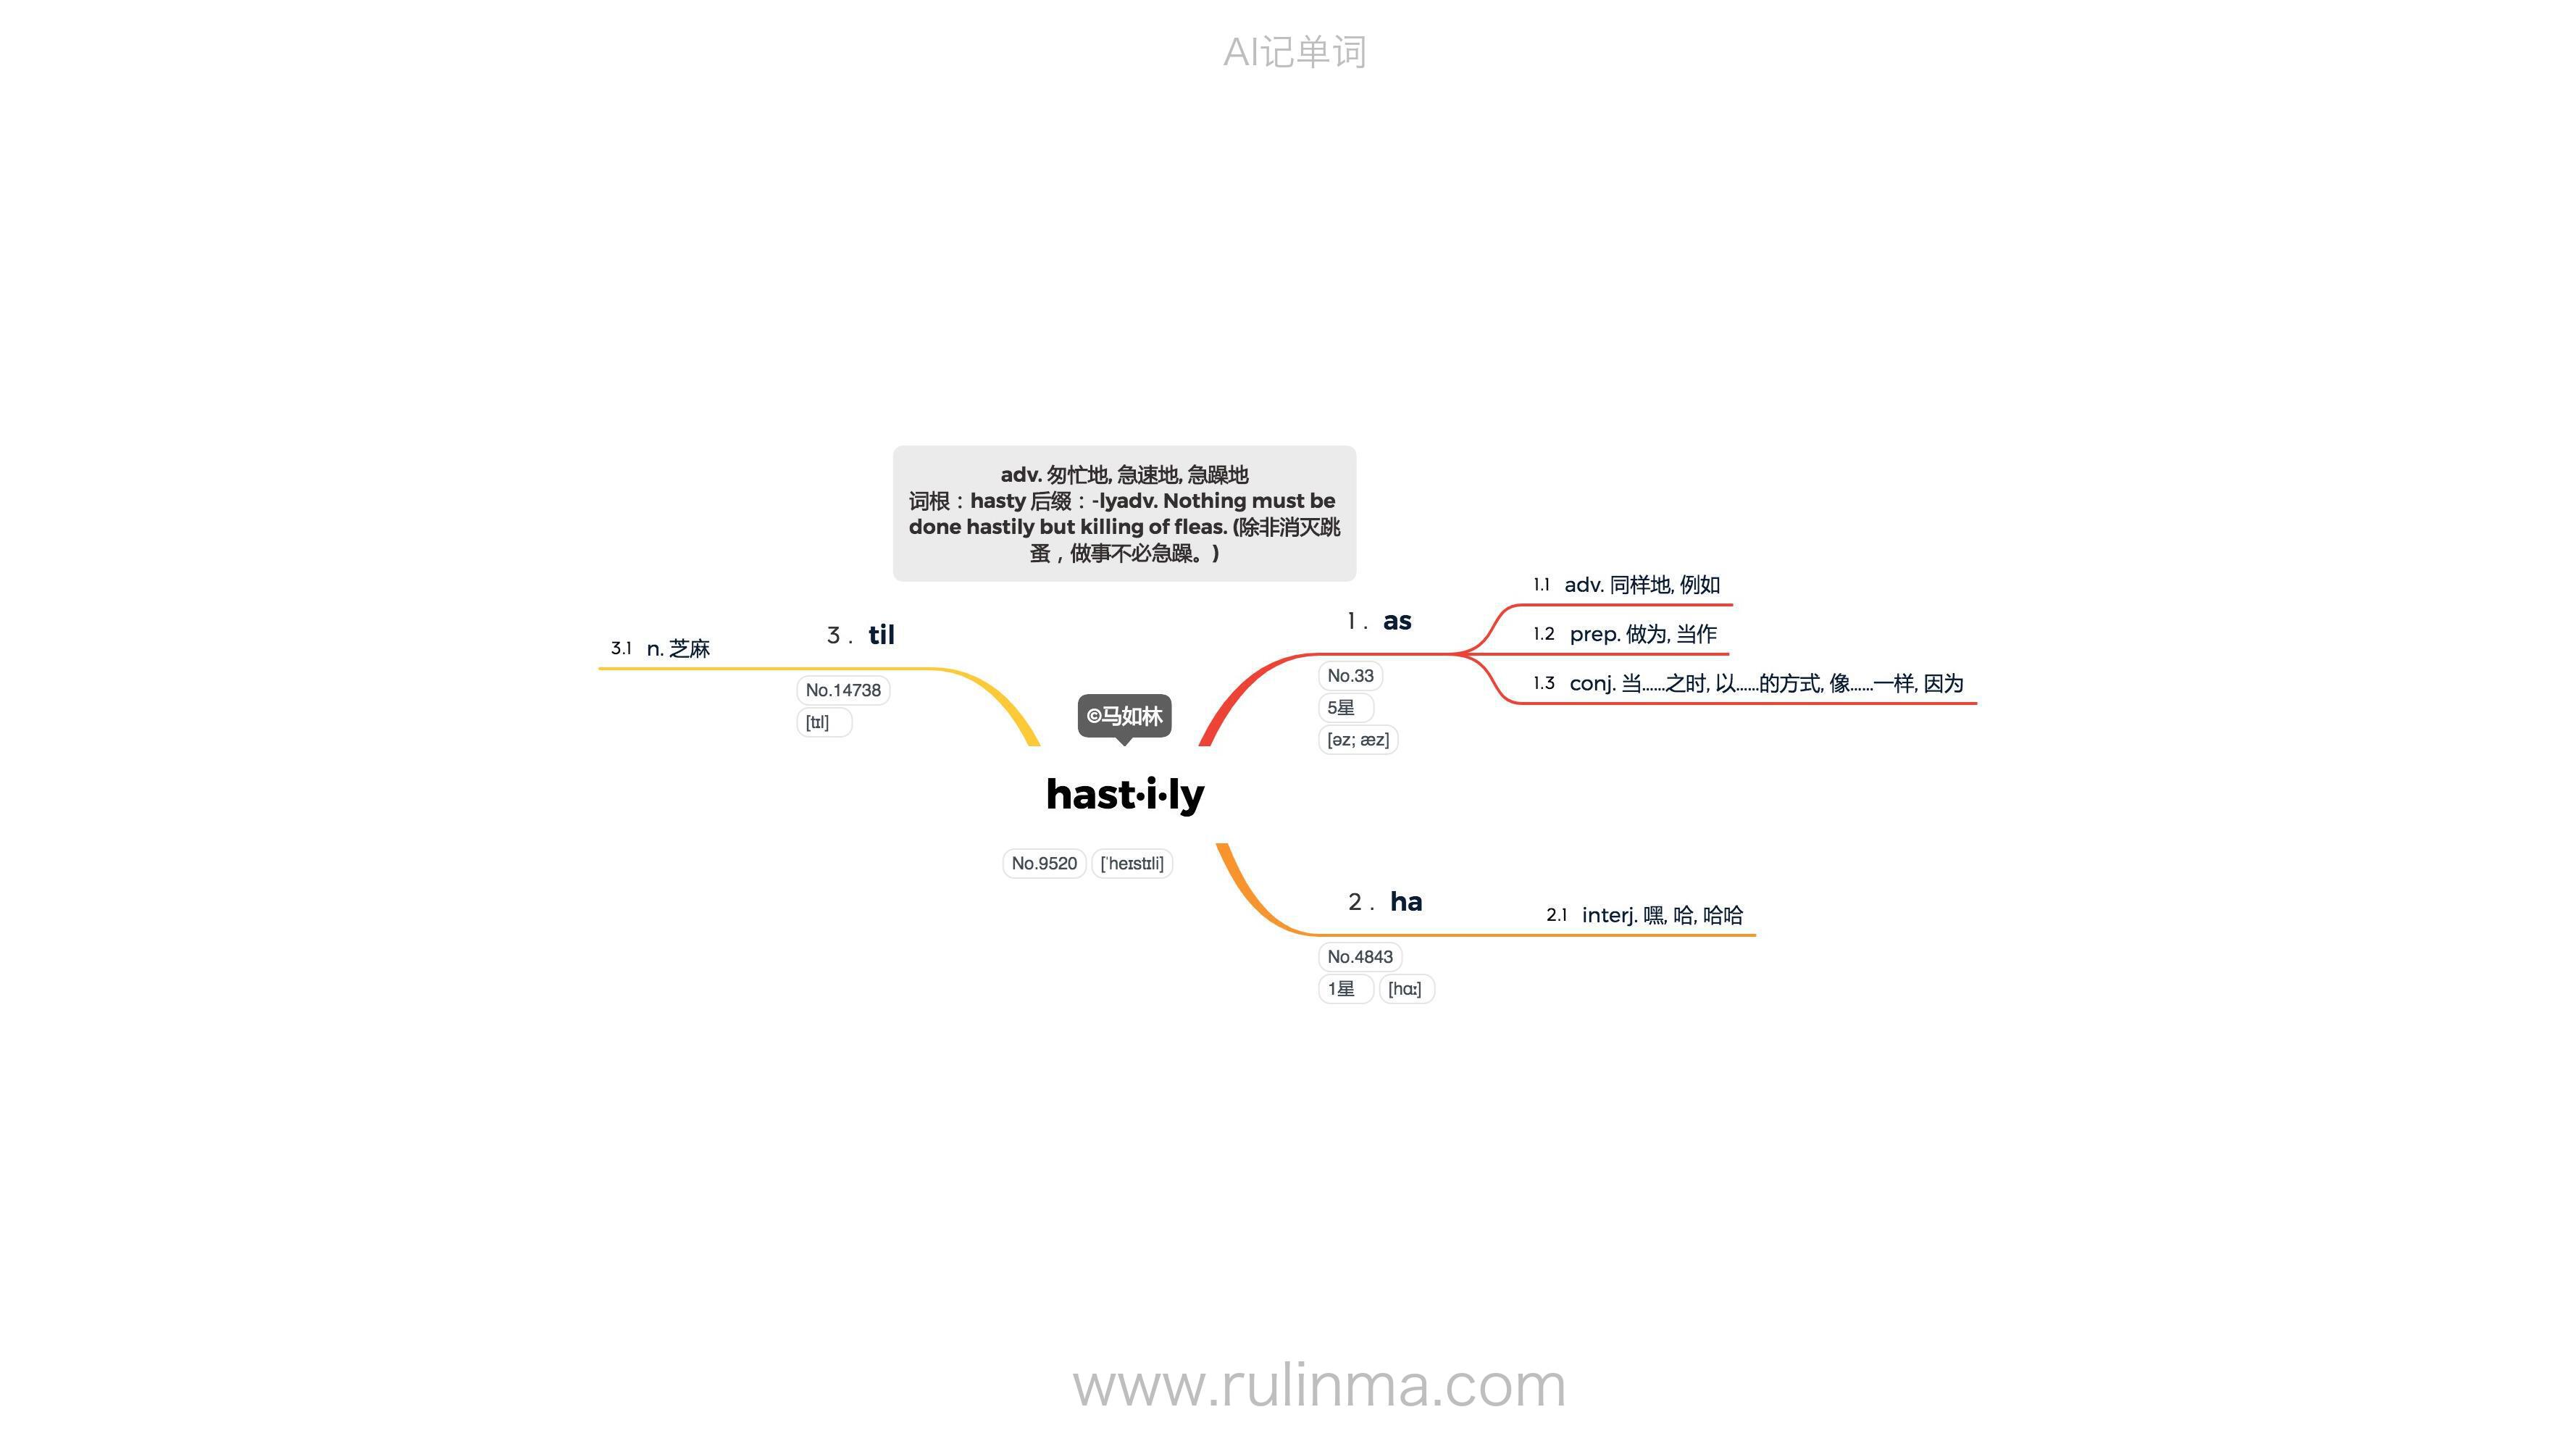 AI记单词
adv. 匆忙地, 急速地, 急躁地
词根：hasty 后缀：-lyadv. Nothing must be
done hastily but killing of fleas. (除非消灭跳
蚤，做事不必急躁。)
©马如林
hast·i·ly
No.9520 [ˈheɪstɪli]
1 . as
No.33
5星
[əz; æz]
1.1 adv. 同样地, 例如
1.2 prep. 做为, 当作
1.3 conj. 当……之时, 以……的方式, 像……一样, 因为
2 . ha
No.4843
1星 [hɑː]
2.1 interj. 嘿, 哈, 哈哈
3 . til
No.14738
[tɪl]
3.1 n. 芝麻
www.rulinma.com